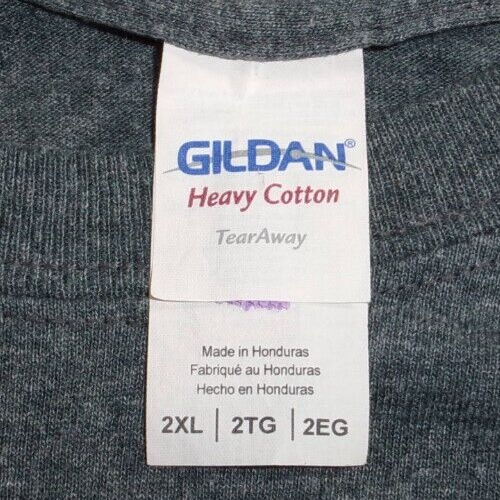 GILDAN®
Heavy Cotton
TearAway
Made in Honduras
Fabriqué au Honduras
Hecho en Honduras
2XL | 2TG | 2EG